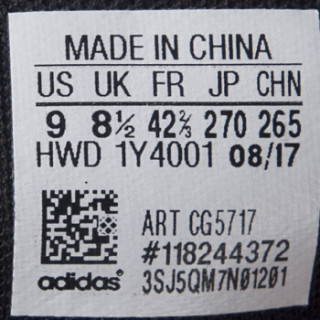 MADE IN CHINA
US UK FR JP CHN
9 8½ 42⅔ 270 265
HWD 1Y4001 08/17
ART CG5717
#118244372
adidas® 3SJ5QM7N01201